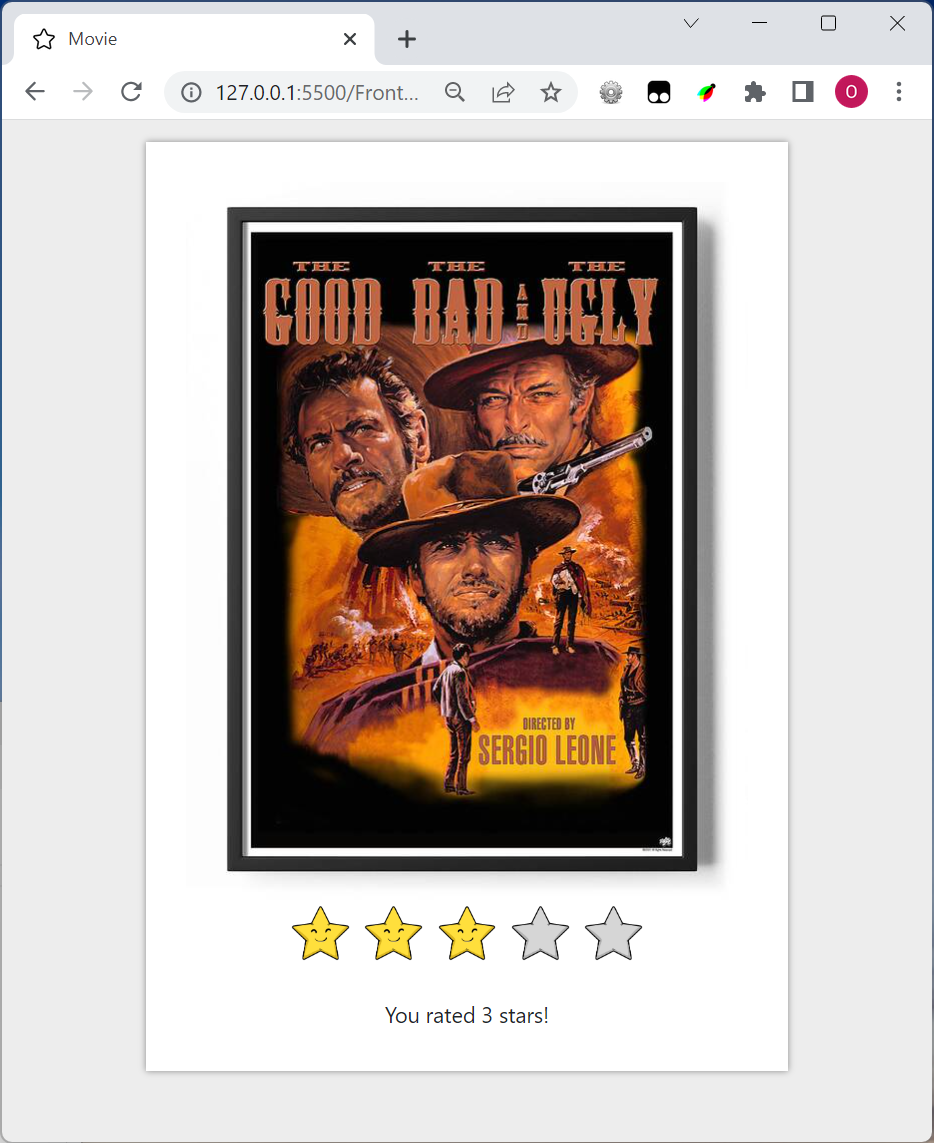 Movie
127.0.0.1:5500/Front...
O
THE THE THE
GOOD BAD AND UGLY
DIRECTED BY
SERGIO LEONE
You rated 3 stars!